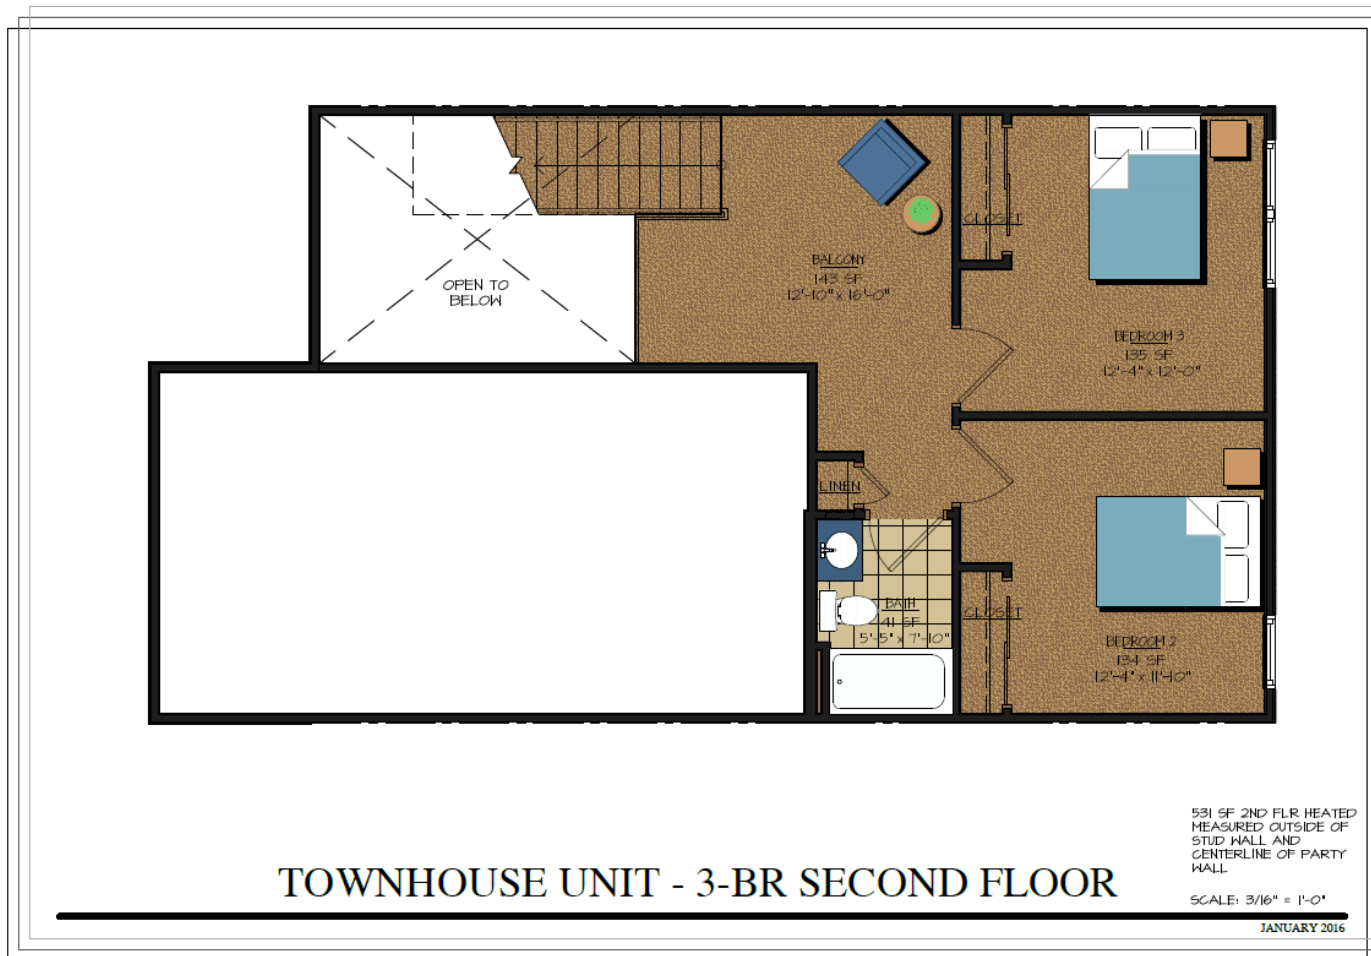 OPEN TO
BELOW
BALCONY
143 SF
12'-10" x 16'-0"
CLOSET
BEDROOM 3
135 SF
12'-4" x 12'-0"
LINEN
BATH
41 SF
5'-5" x 7'-10"
CLOSET
BEDROOM 2
134 SF
12'-4" x 11'-10"
531 SF 2ND FLR HEATED
MEASURED OUTSIDE OF
STUD WALL AND
CENTERLINE OF PARTY
WALL
SCALE: 3/16" = 1'-0"
TOWNHOUSE UNIT - 3-BR SECOND FLOOR
JANUARY 2016